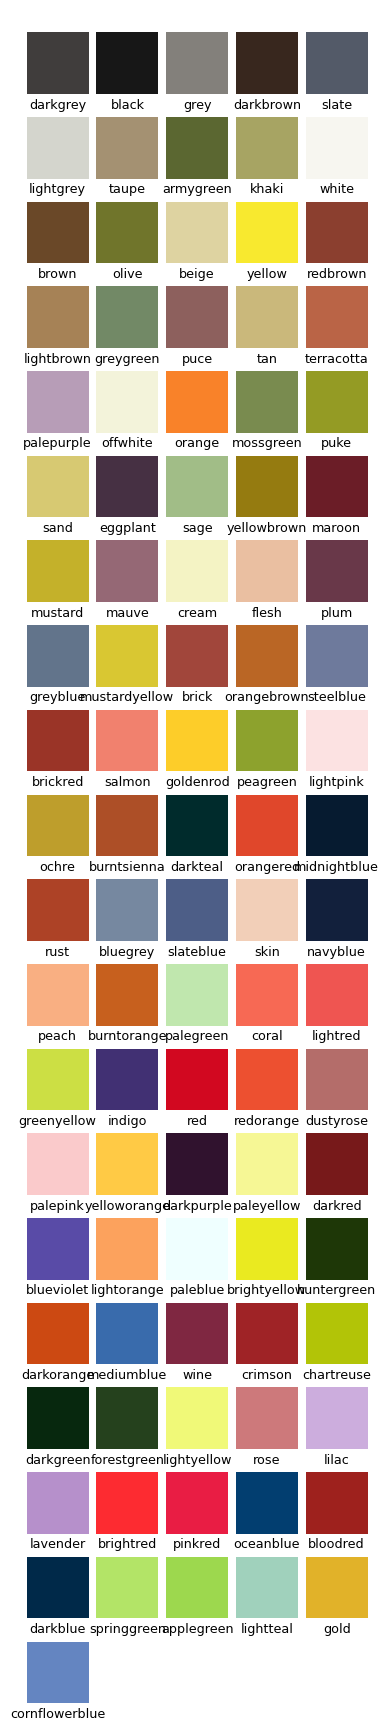 darkgrey black grey darkbrown slate
lightgrey taupe armygreen khaki white
brown olive beige yellow redbrown
lightbrown greygreen puce tan terracotta
palepurple offwhite orange mossgreen puke
sand eggplant sage yellowbrown maroon
mustard mauve cream flesh plum
greyblue mustardyellow brick orangebrown steelblue
brickred salmon goldenrod peagreen lightpink
ochre burntsienna darkteal orangered midnightblue
rust bluegrey slateblue skin navyblue
peach burntorange palegreen coral lightred
greenyellow indigo red redorange dustyrose
palepink yelloworange darkpurple paleyellow darkred
blueviolet lightorange paleblue brightyellow huntergreen
darkorange mediumblue wine crimson chartreuse
darkgreen forestgreen lightyellow rose lilac
lavender brightred pinkred oceanblue bloodred
darkblue springgreen applegreen lightteal gold
cornflowerblue